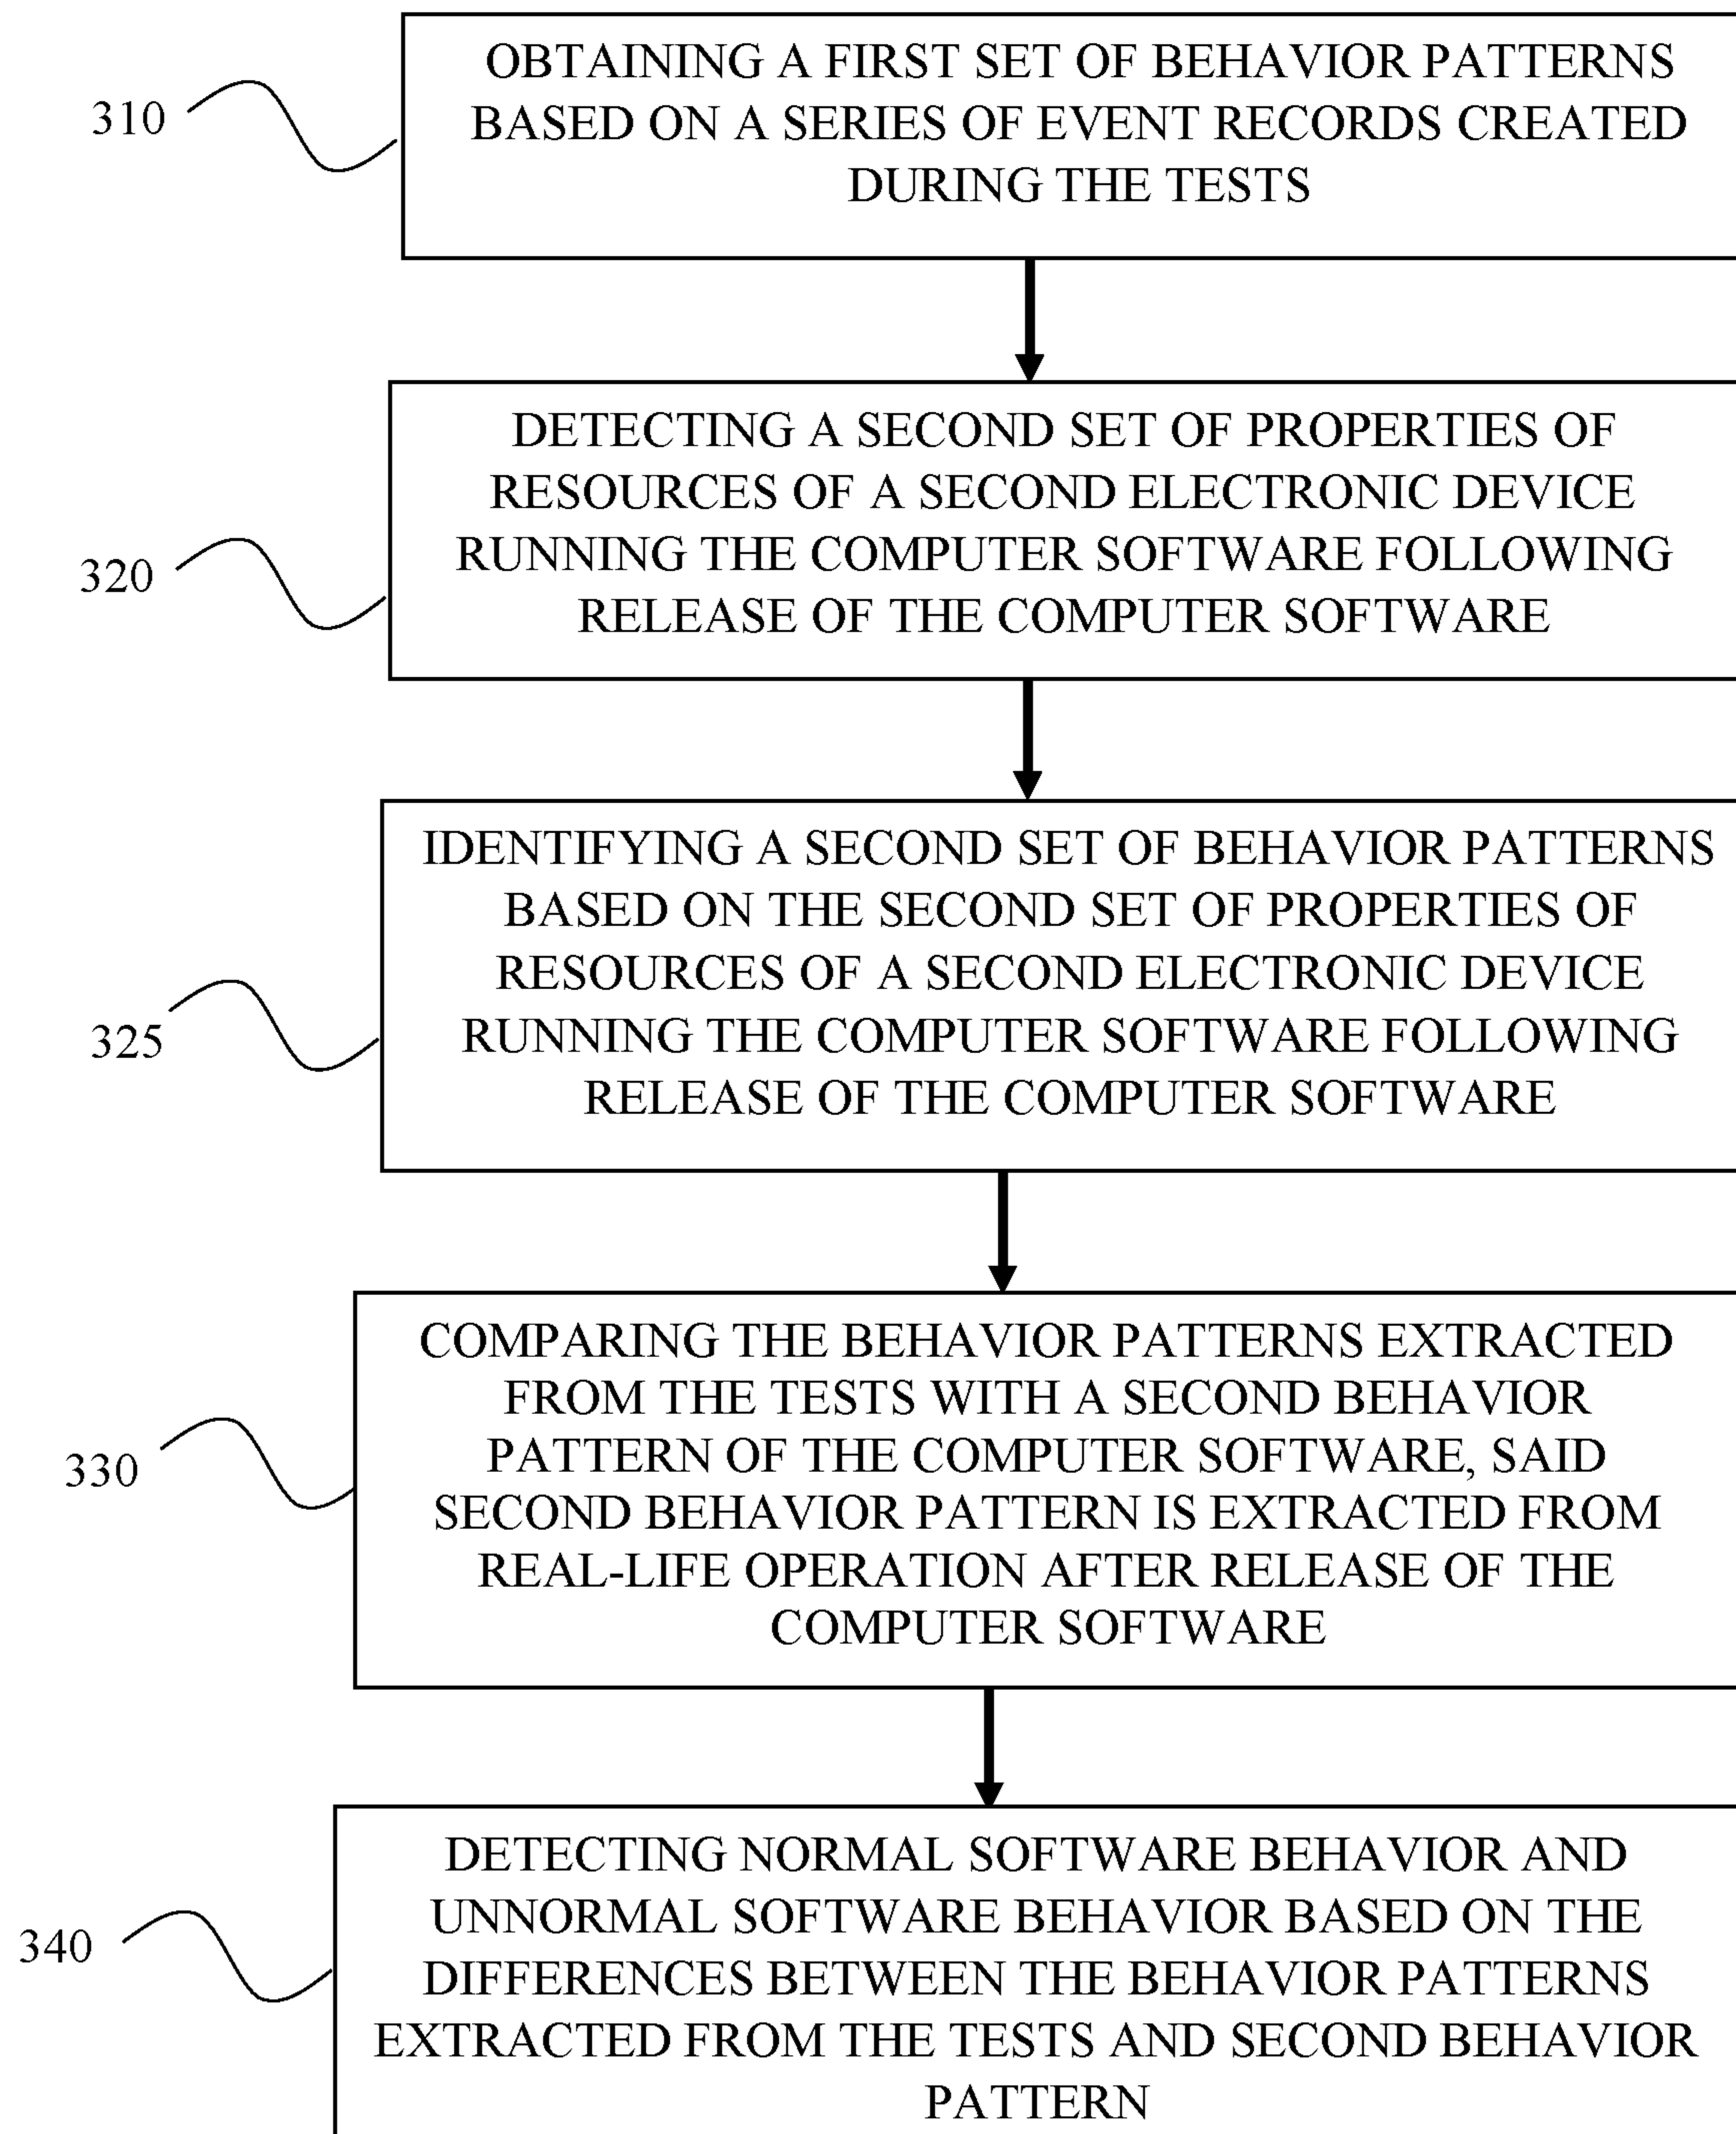 OBTAINING A FIRST SET OF BEHAVIOR PATTERNS
BASED ON A SERIES OF EVENT RECORDS CREATED
DURING THE TESTS
310
DETECTING A SECOND SET OF PROPERTIES OF
RESOURCES OF A SECOND ELECTRONIC DEVICE
RUNNING THE COMPUTER SOFTWARE FOLLOWING
RELEASE OF THE COMPUTER SOFTWARE
320
IDENTIFYING A SECOND SET OF BEHAVIOR PATTERNS
BASED ON THE SECOND SET OF PROPERTIES OF
RESOURCES OF A SECOND ELECTRONIC DEVICE
RUNNING THE COMPUTER SOFTWARE FOLLOWING
RELEASE OF THE COMPUTER SOFTWARE
325
COMPARING THE BEHAVIOR PATTERNS EXTRACTED
FROM THE TESTS WITH A SECOND BEHAVIOR
PATTERN OF THE COMPUTER SOFTWARE, SAID
SECOND BEHAVIOR PATTERN IS EXTRACTED FROM
REAL-LIFE OPERATION AFTER RELEASE OF THE
COMPUTER SOFTWARE
330
DETECTING NORMAL SOFTWARE BEHAVIOR AND
UNNORMAL SOFTWARE BEHAVIOR BASED ON THE
DIFFERENCES BETWEEN THE BEHAVIOR PATTERNS
EXTRACTED FROM THE TESTS AND SECOND BEHAVIOR
PATTERN
340